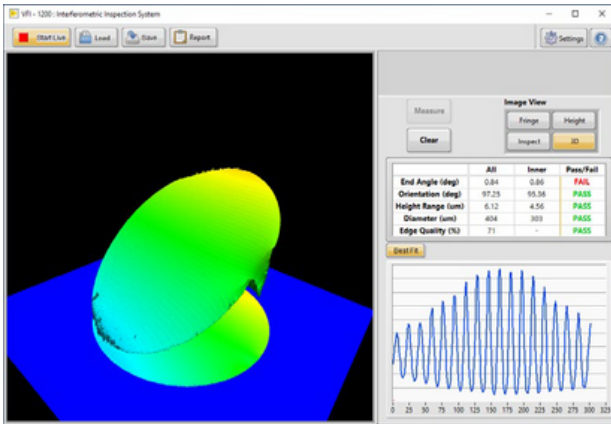 VFI - 1200 : Interferometric Inspection System
Start Live Load Save Report Settings
Measure
Clear
Image View
Fringe Height
Inspect 3D
All Inner Pass/Fail
End Angle (deg) 0.84 0.86 FAIL
Orientation (deg) 97.25 95.36 PASS
Height Range (um) 6.12 4.56 PASS
Diameter (um) 404 303 PASS
Edge Quality (%) 71 - PASS
Best Fit
0 25 50 75 100 125 150 175 200 225 250 275 300 325